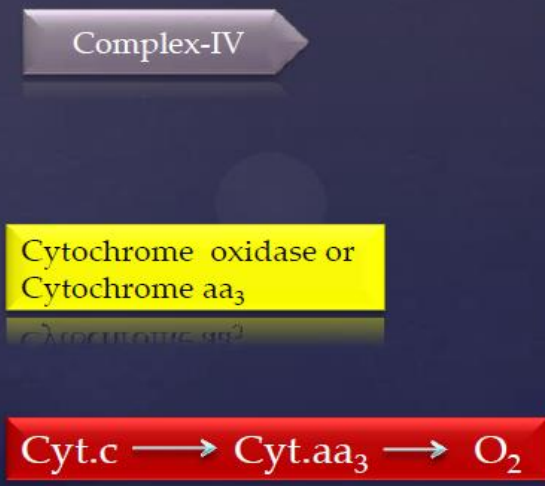 Complex-IV
Cytochrome oxidase or
Cytochrome aa₃
Cyt.c ⟶ Cyt.aa₃ ⟶ O₂